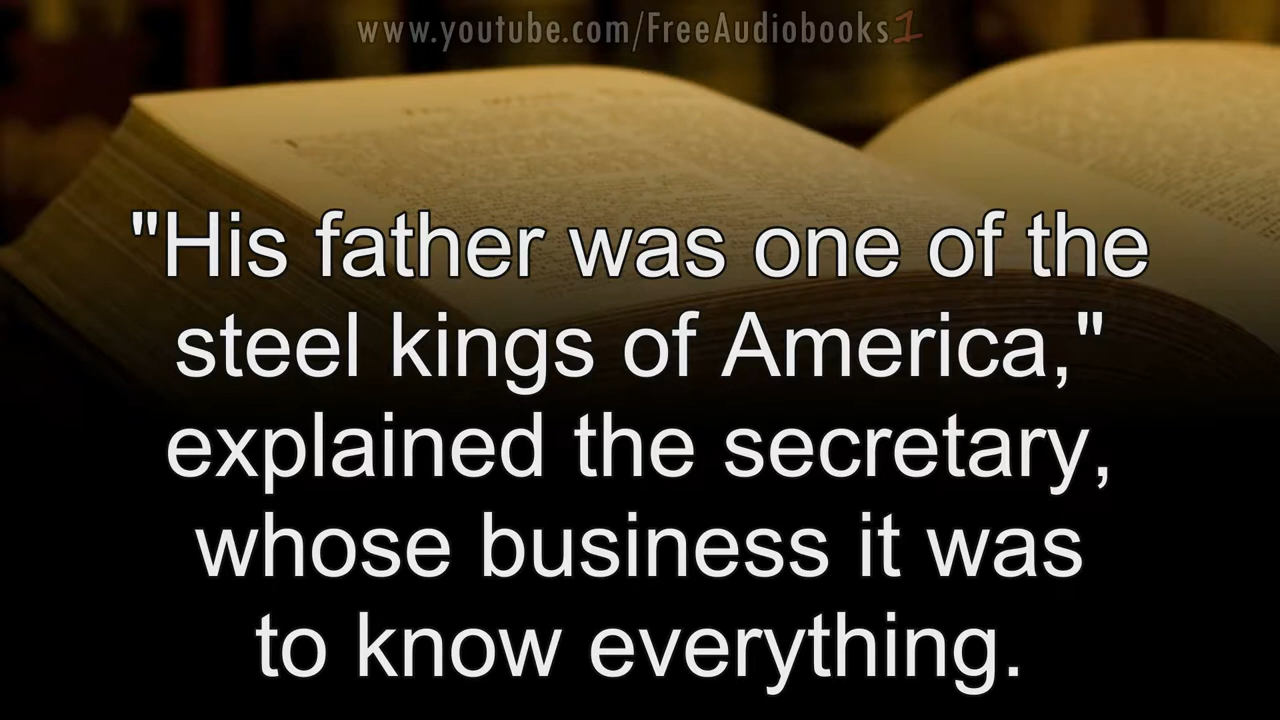 www.youtube.com/FreeAudiobooks1
"His father was one of the
steel kings of America,"
explained the secretary,
whose business it was
to know everything.